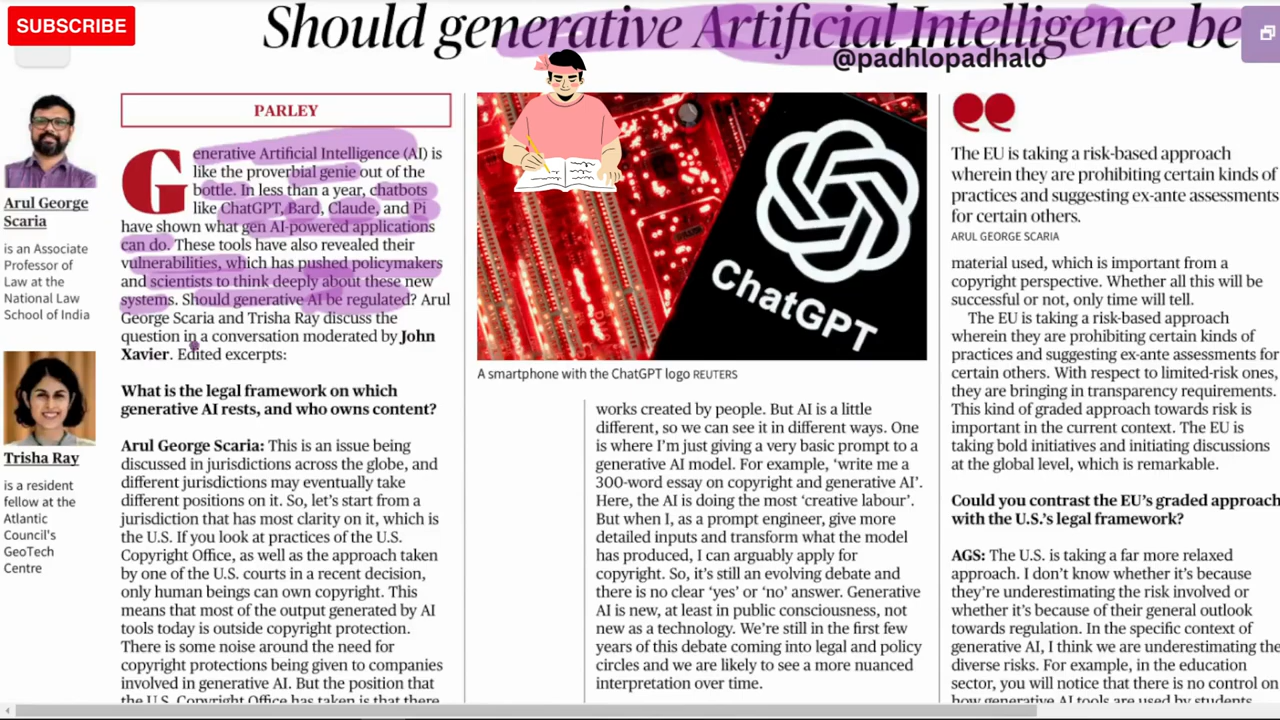 SUBSCRIBE
Should generative Artificial Intelligence be
@padhlopadhalo
Arul George
Scaria
is an Associate
Professor of
Law at the
National Law
School of India
Trisha Ray
is a resident
fellow at the
Atlantic
Council's
GeoTech
Centre
PARLEY
Generative Artificial Intelligence (AI) is
like the proverbial genie out of the
bottle. In less than a year, chatbots
like ChatGPT, Bard, Claude, and Pi
have shown what gen AI-powered applications
can do. These tools have also revealed their
vulnerabilities, which has pushed policymakers
and scientists to think deeply about these new
systems. Should generative AI be regulated? Arul
George Scaria and Trisha Ray discuss the
question in a conversation moderated by John
Xavier. Edited excerpts:
What is the legal framework on which
generative AI rests, and who owns content?
Arul George Scaria: This is an issue being
discussed in jurisdictions across the globe, and
different jurisdictions may eventually take
different positions on it. So, let's start from a
jurisdiction that has most clarity on it, which is
the U.S. If you look at practices of the U.S.
Copyright Office, as well as the approach taken
by one of the U.S. courts in a recent decision,
only human beings can own copyright. This
means that most of the output generated by AI
tools today is outside copyright protection.
There is some noise around the need for
copyright protections being given to companies
involved in generative AI. But the position that
the U.S. Copyright Office has taken is that there
ChatGPT
A smartphone with the ChatGPT logo REUTERS
works created by people. But AI is a little
different, so we can see it in different ways. One
is where I'm just giving a very basic prompt to a
generative AI model. For example, 'write me a
300-word essay on copyright and generative AI'.
Here, the AI is doing the most 'creative labour'.
But when I, as a prompt engineer, give more
detailed inputs and transform what the model
has produced, I can arguably apply for
copyright. So, it's still an evolving debate and
there is no clear 'yes' or 'no' answer. Generative
AI is new, at least in public consciousness, not
new as a technology. We're still in the first few
years of this debate coming into legal and policy
circles and we are likely to see a more nuanced
interpretation over time.
The EU is taking a risk-based approach
wherein they are prohibiting certain kinds of
practices and suggesting ex-ante assessments
for certain others.
ARUL GEORGE SCARIA
material used, which is important from a
copyright perspective. Whether all this will be
successful or not, only time will tell.
The EU is taking a risk-based approach
wherein they are prohibiting certain kinds of
practices and suggesting ex-ante assessments for
certain others. With respect to limited-risk ones,
they are bringing in transparency requirements.
This kind of graded approach towards risk is
important in the current context. The EU is
taking bold initiatives and initiating discussions
at the global level, which is remarkable.
Could you contrast the EU's graded approach
with the U.S.'s legal framework?
AGS: The U.S. is taking a far more relaxed
approach. I don't know whether it's because
they're underestimating the risk involved or
whether it's because of their general outlook
towards regulation. In the specific context of
generative AI, I think we are underestimating the
diverse risks. For example, in the education
sector, you will notice that there is no control on
how generative AI tools are used by students